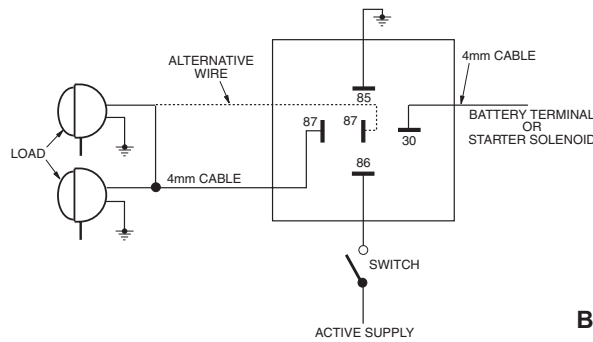 ALTERNATIVE
WIRE
4mm CABLE
85
87
87
30
BATTERY TERMINAL
OR
STARTER SOLENOID
LOAD
86
4mm CABLE
SWITCH
B
ACTIVE SUPPLY